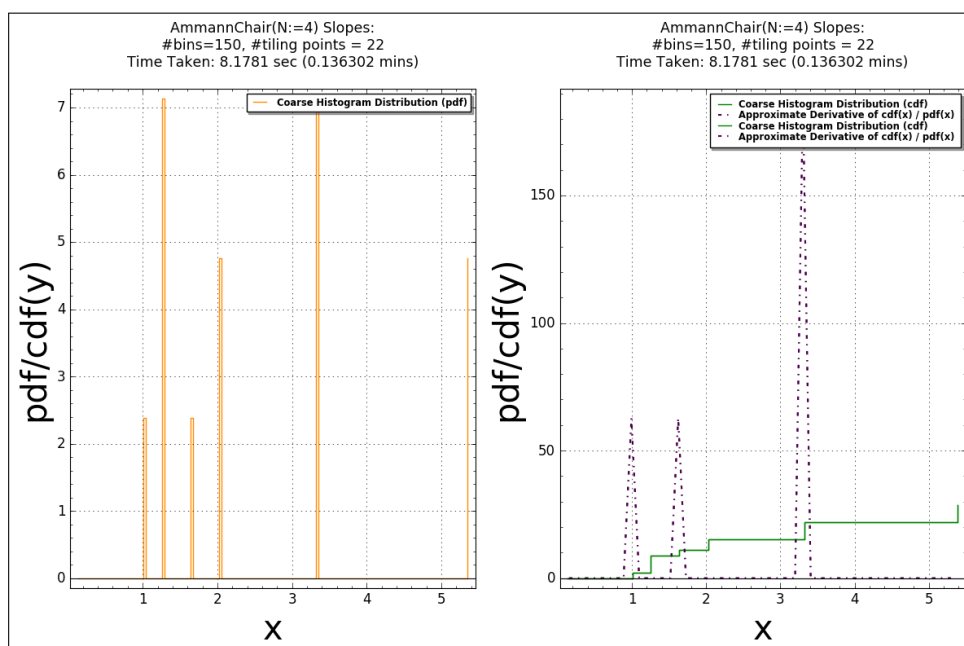 AmmannChair(N:=4) Slopes:
#bins=150, #tiling points = 22
Time Taken: 8.1781 sec (0.136302 mins)
Coarse Histogram Distribution (pdf)
pdf/cdf(y)
7
6
5
4
3
2
1
0
1
2
3
4
5
x
AmmannChair(N:=4) Slopes:
#bins=150, #tiling points = 22
Time Taken: 8.1781 sec (0.136302 mins)
Coarse Histogram Distribution (cdf)
Approximate Derivative of cdf(x) / pdf(x)
Coarse Histogram Distribution (cdf)
Approximate Derivative of cdf(x) / pdf(x)
pdf/cdf(y)
150
100
50
0
1
2
3
4
5
x